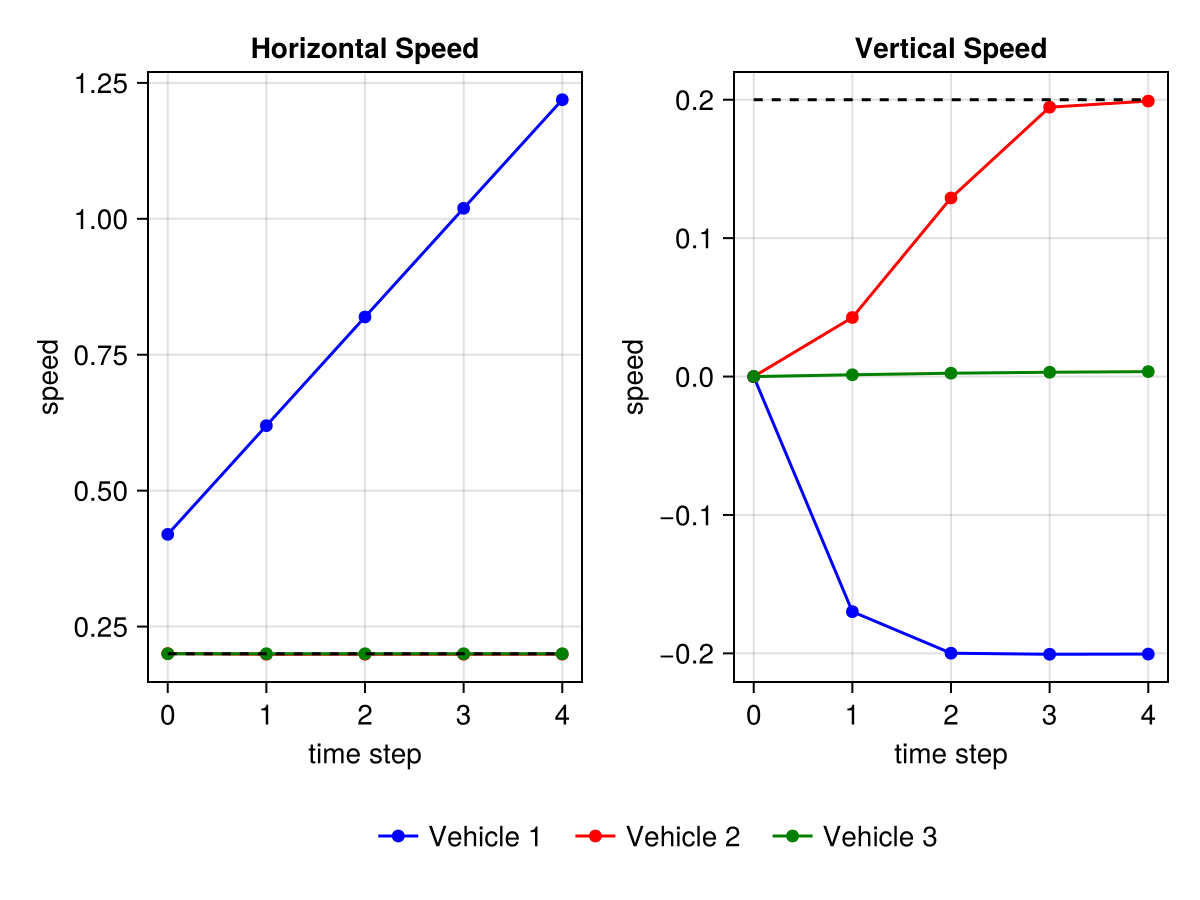 Horizontal Speed
1.25
1.00
0.75
0.50
0.25
speed
0 1 2 3 4
time step
Vertical Speed
0.2
0.1
0.0
−0.1
−0.2
speed
0 1 2 3 4
time step
Vehicle 1 Vehicle 2 Vehicle 3